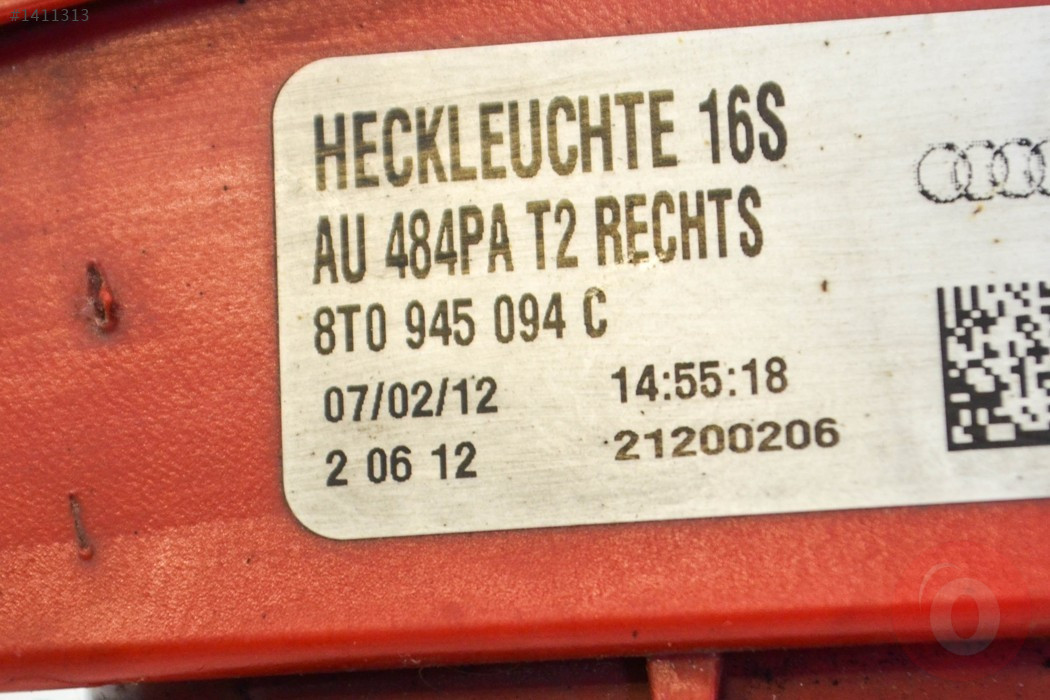 #1411313
HECKLEUCHTE 16S
AU 484PA T2 RECHTS
8T0 945 094 C
07/02/12 14:55:18
2 06 12 21200206